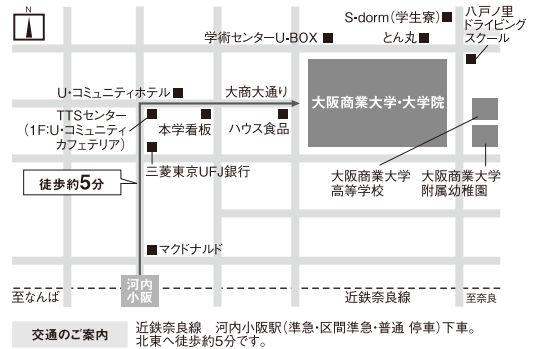 N
S-dorm(学生寮)
八戸ノ里
ドライビング
スクール
学術センターU-BOX
とん丸
U・コミュニティホテル
大商大通り
大阪商業大学・大学院
TTSセンター
(1F:U・コミュニティ
カフェテリア)
本学看板
ハウス食品
三菱東京UFJ銀行
大阪商業大学
高等学校
大阪商業大学
附属幼稚園
徒歩約5分
マクドナルド
河内
小阪
至なんば
近鉄奈良線
至奈良
交通のご案内
近鉄奈良線 河内小阪駅(準急・区間準急・普通 停車)下車。
北東へ徒歩約5分です。